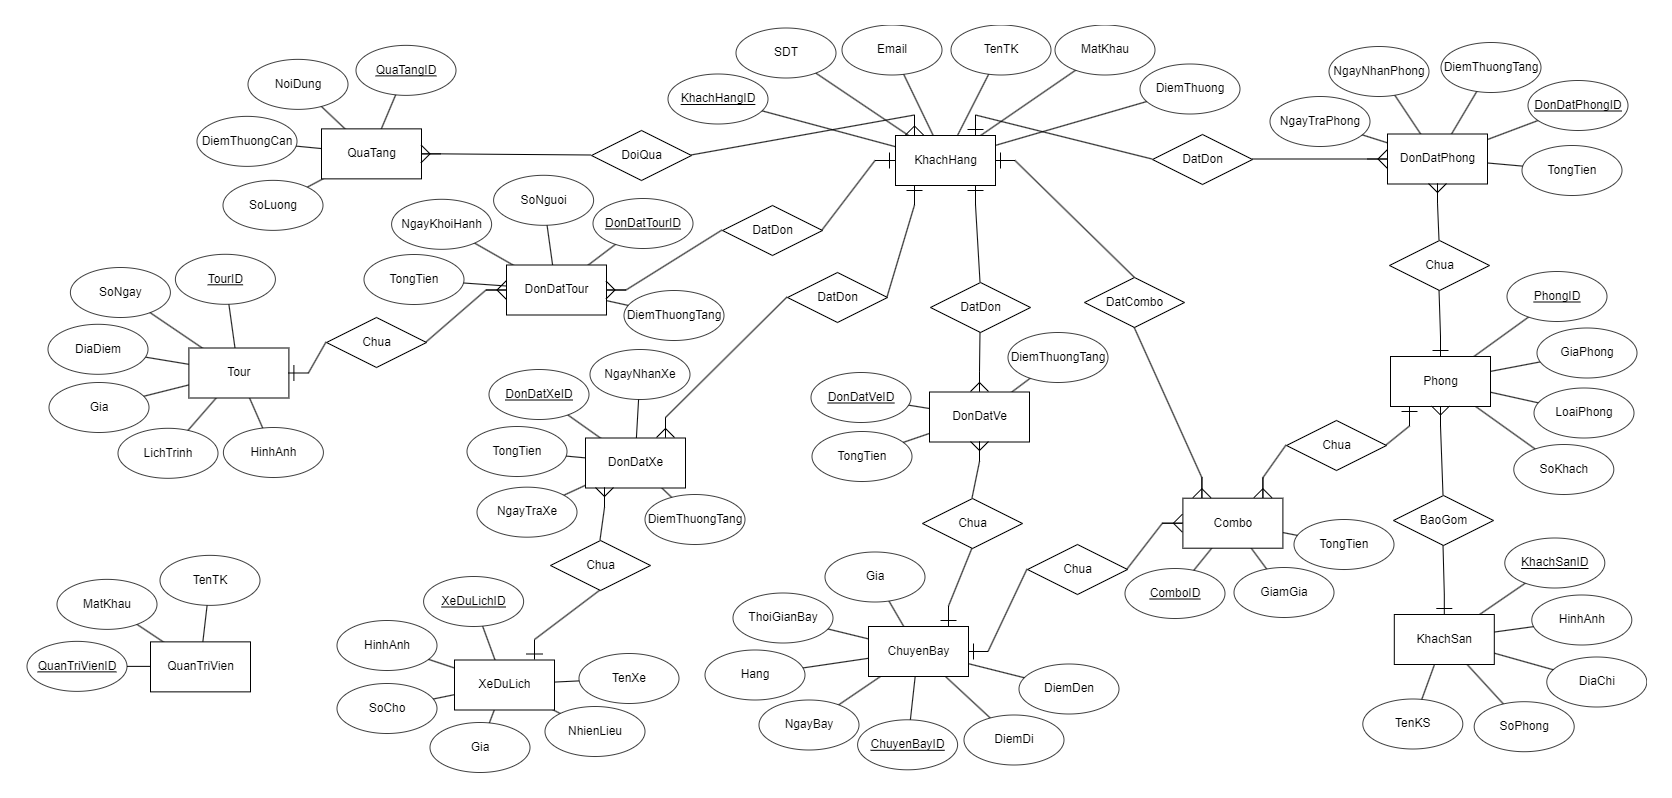 SDT
Email
TenTK
MatKhau
KhachHangID
DiemThuong
KhachHang
NoiDung
QuaTangID
DiemThuongCan
SoLuong
QuaTang
DoiQua
DatDon
NgayNhanPhong
DiemThuongTang
NgayTraPhong
DonDatPhongID
DonDatPhong
TongTien
SoNguoi
NgayKhoiHanh
DonDatTourID
TongTien
DonDatTour
DiemThuongTang
DatDon
Chua
SoNgay
TourID
DiaDiem
Tour
Gia
LichTrinh
HinhAnh
DatDon
DatDon
DatCombo
Chua
PhongID
GiaPhong
Phong
LoaiPhong
SoKhach
NgayNhanXe
DonDatXeID
TongTien
DonDatXe
NgayTraXe
DiemThuongTang
Chua
DiemThuongTang
DonDatVeID
DonDatVe
TongTien
Chua
Chua
BaoGom
Combo
TongTien
ComboID
GiamGia
Chua
TenTK
MatKhau
QuanTriVienID
QuanTriVien
XeDuLichID
HinhAnh
XeDuLich
TenXe
SoCho
NhienLieu
Gia
Gia
ThoiGianBay
ChuyenBay
Hang
DiemDen
NgayBay
ChuyenBayID
DiemDi
KhachSanID
HinhAnh
KhachSan
DiaChi
TenKS
SoPhong